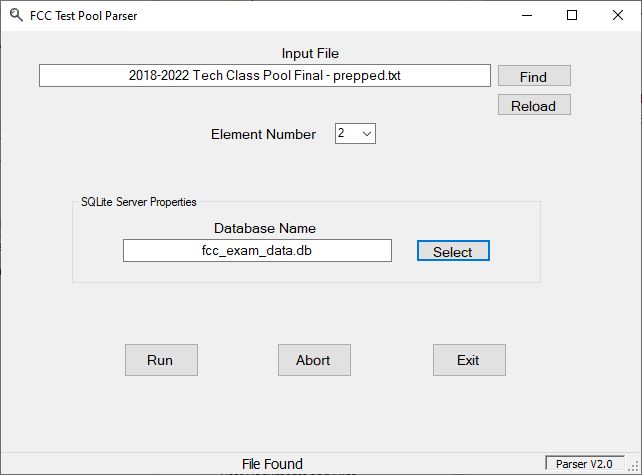 FCC Test Pool Parser
Input File
2018-2022 Tech Class Pool Final - prepped.txt
Find
Reload
Element Number 2
SQLite Server Properties
Database Name
fcc_exam_data.db
Select
Run Abort Exit
File Found
Parser V2.0